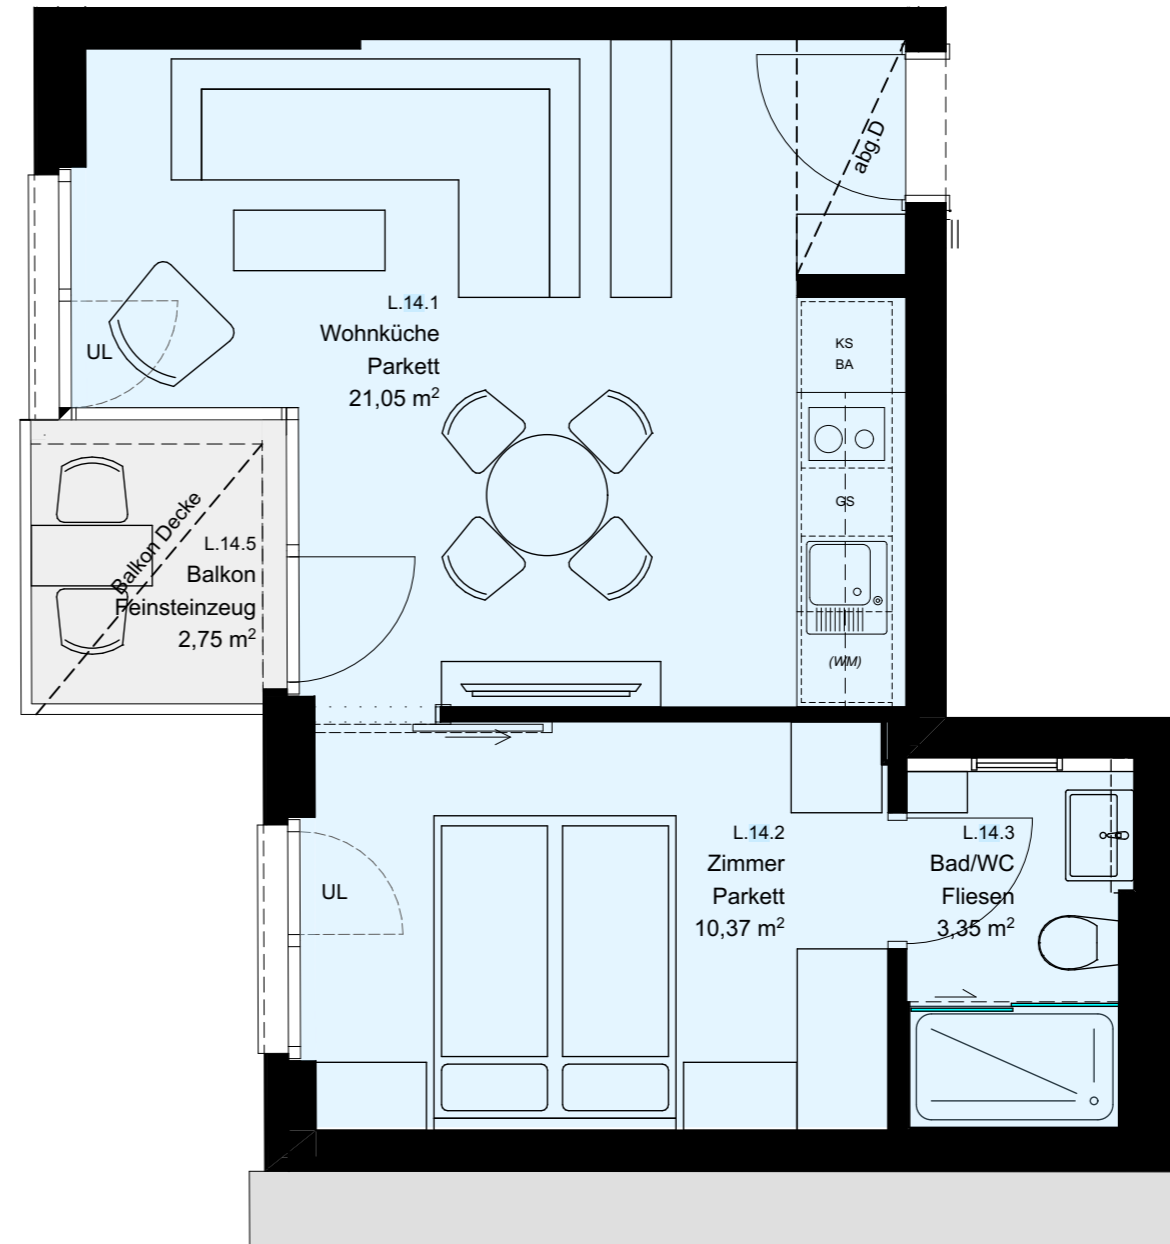 abg.D
L.14.1
Wohnküche
Parkett
21,05 m²
UL
KS
BA
GS
(WM)
Balkon Decke
L.14.5
Balkon
Feinsteinzeug
2,75 m²
L.14.2
Zimmer
Parkett
10,37 m²
UL
L.14.3
Bad/WC
Fliesen
3,35 m²